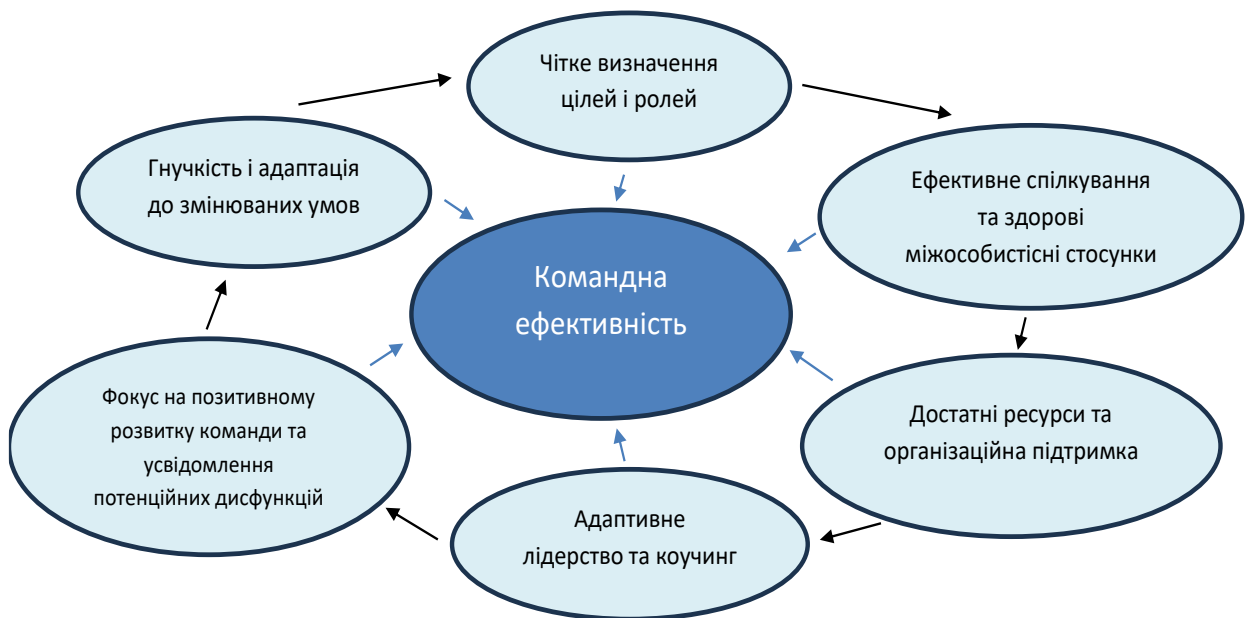 Чітке визначення
цілей і ролей
Гнучкість і адаптація
до змінюваних умов
Ефективне спілкування
та здорові
міжособистісні стосунки
Командна
ефективність
Фокус на позитивному
розвитку команди та
усвідомлення
потенційних дисфункцій
Достатні ресурси та
організаційна підтримка
Адаптивне
лідерство та коучинг